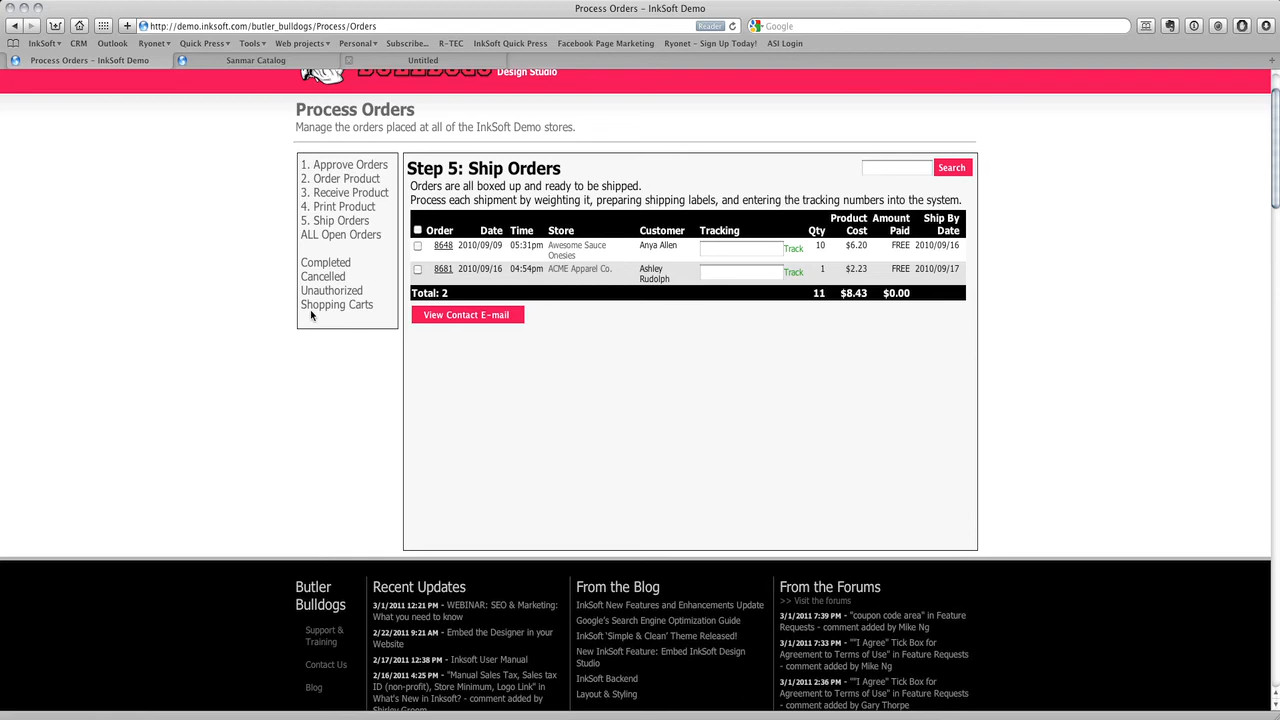 Process Orders – InkSoft Demo
http://demo.inksoft.com/butler_bulldogs/Process/Orders
Reader
Google
InkSoft CRM Outlook Ryonet Quick Press Tools Web projects Personal Subscribe... R-TEC InkSoft Quick Press Facebook Page Marketing Ryonet - Sign Up Today! ASI Login
Process Orders – InkSoft Demo Sanmar Catalog Untitled
BULLDOGS Design Studio
Process Orders
Manage the orders placed at all of the InkSoft Demo stores.
1. Approve Orders
2. Order Product
3. Receive Product
4. Print Product
5. Ship Orders
ALL Open Orders
Completed
Cancelled
Unauthorized
Shopping Carts
Step 5: Ship Orders
Search
Orders are all boxed up and ready to be shipped.
Process each shipment by weighting it, preparing shipping labels, and entering the tracking numbers into the system.
Order Date Time Store Customer Tracking Qty Product Cost Amount Paid Ship By Date
8648 2010/09/09 05:31pm Awesome Sauce Onesies Anya Allen Track 10 $6.20 FREE 2010/09/16
8681 2010/09/16 04:54pm ACME Apparel Co. Ashley Rudolph Track 1 $2.23 FREE 2010/09/17
Total: 2 11 $8.43 $0.00
View Contact E-mail
Butler
Bulldogs
Support &
Training
Contact Us
Blog
Recent Updates
3/1/2011 12:21 PM - WEBINAR: SEO & Marketing:
What you need to know
2/22/2011 9:21 AM - Embed the Designer in your
Website
2/17/2011 12:38 PM - Inksoft User Manual
2/16/2011 4:25 PM - "Manual Sales Tax, Sales tax
ID (non-profit), Store Minimum, Logo Link" in
What's New in Inksoft? - comment added by
Shirley Groom
From the Blog
InkSoft New Features and Enhancements Update
Google's Search Engine Optimization Guide
InkSoft 'Simple & Clean' Theme Released!
New InkSoft Feature: Embed InkSoft Design
Studio
InkSoft Backend
Layout & Styling
From the Forums
>> Visit the forums
3/1/2011 7:39 PM - "coupon code area" in Feature
Requests - comment added by Mike Ng
3/1/2011 7:33 PM - ""I Agree" Tick Box for
Agreement to Terms of Use" in Feature Requests
- comment added by Mike Ng
3/1/2011 2:36 PM - ""I Agree" Tick Box for
Agreement to Terms of Use" in Feature Requests
- comment added by Gary Thorpe